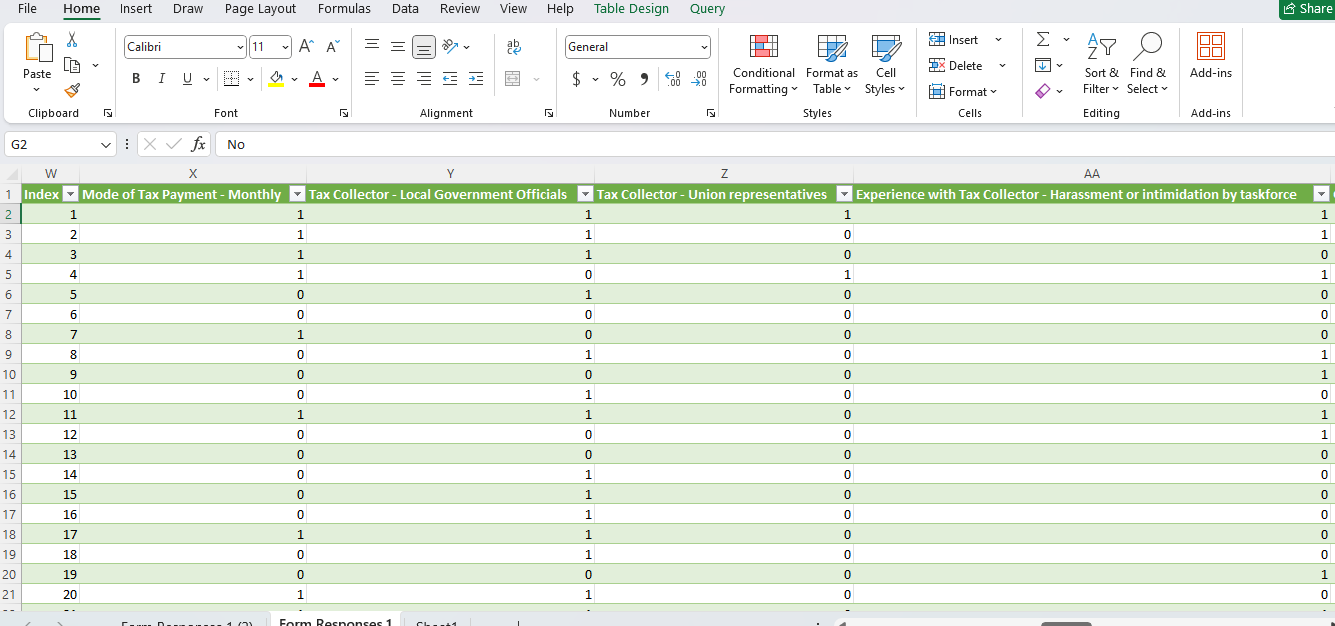 File Home Insert Draw Page Layout Formulas Data Review View Help Table Design Query Share
Paste Calibri 11 A A ab General Conditional Formatting Format as Table Cell Styles Insert Delete Format Sort & Filter Find & Select Add-ins
B I U A $ %
Clipboard Font Alignment Number Styles Cells Editing Add-ins
G2 fx No
W X Y Z AA
1 Index Mode of Tax Payment - Monthly Tax Collector - Local Government Officials Tax Collector - Union representatives Experience with Tax Collector - Harassment or intimidation by taskforce
2 1 1 1 1 1
3 2 1 1 0 1
4 3 1 1 0 0
5 4 1 0 1 1
6 5 0 1 0 0
7 6 0 0 0 0
8 7 1 0 0 0
9 8 0 1 0 1
10 9 0 0 0 1
11 10 0 1 0 0
12 11 1 1 0 1
13 12 0 0 0 1
14 13 0 0 0 0
15 14 0 1 0 0
16 15 0 1 0 0
17 16 0 1 0 0
18 17 1 1 0 0
19 18 0 1 0 0
20 19 0 0 0 1
21 20 1 1 0 0
Form Responses 1 (2) Form Responses 1 Sheet1